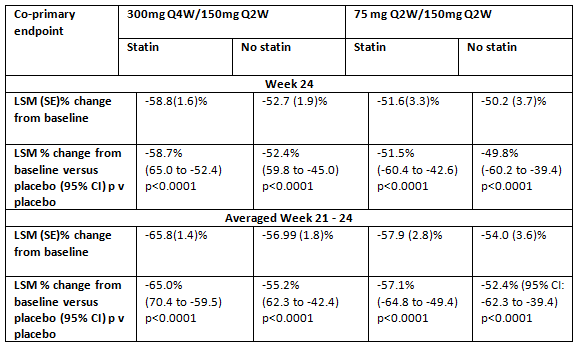 Co-primary endpoint 300mg Q4W/150mg Q2W 75 mg Q2W/150mg Q2W
Statin No statin Statin No statin
Week 24
LSM (SE)% change from baseline -58.8(1.6)% -52.7 (1.9)% -51.6(3.3)% -50.2 (3.7)%
LSM % change from -58.7% -52.4% -51.5% -49.8%
baseline versus (65.0 to -52.4) (59.8 to -45.0) (-60.4 to -42.6) (-60.2 to -39.4)
placebo (95% CI) p v p<0.0001 p<0.0001 p<0.0001 p<0.0001
placebo
Averaged Week 21 - 24
LSM (SE)% change from baseline -65.8(1.4)% -56.99 (1.8)% -57.9 (2.8)% -54.0 (3.6)%
LSM % change from -65.0% -55.2% -57.1% -52.4% (95% CI:
baseline versus (70.4 to -59.5) (62.3 to -42.4) (-64.8 to -49.4) -62.3 to -39.4)
placebo (95% CI) p v p<0.0001 p<0.0001 p<0.0001 p<0.0001
placebo